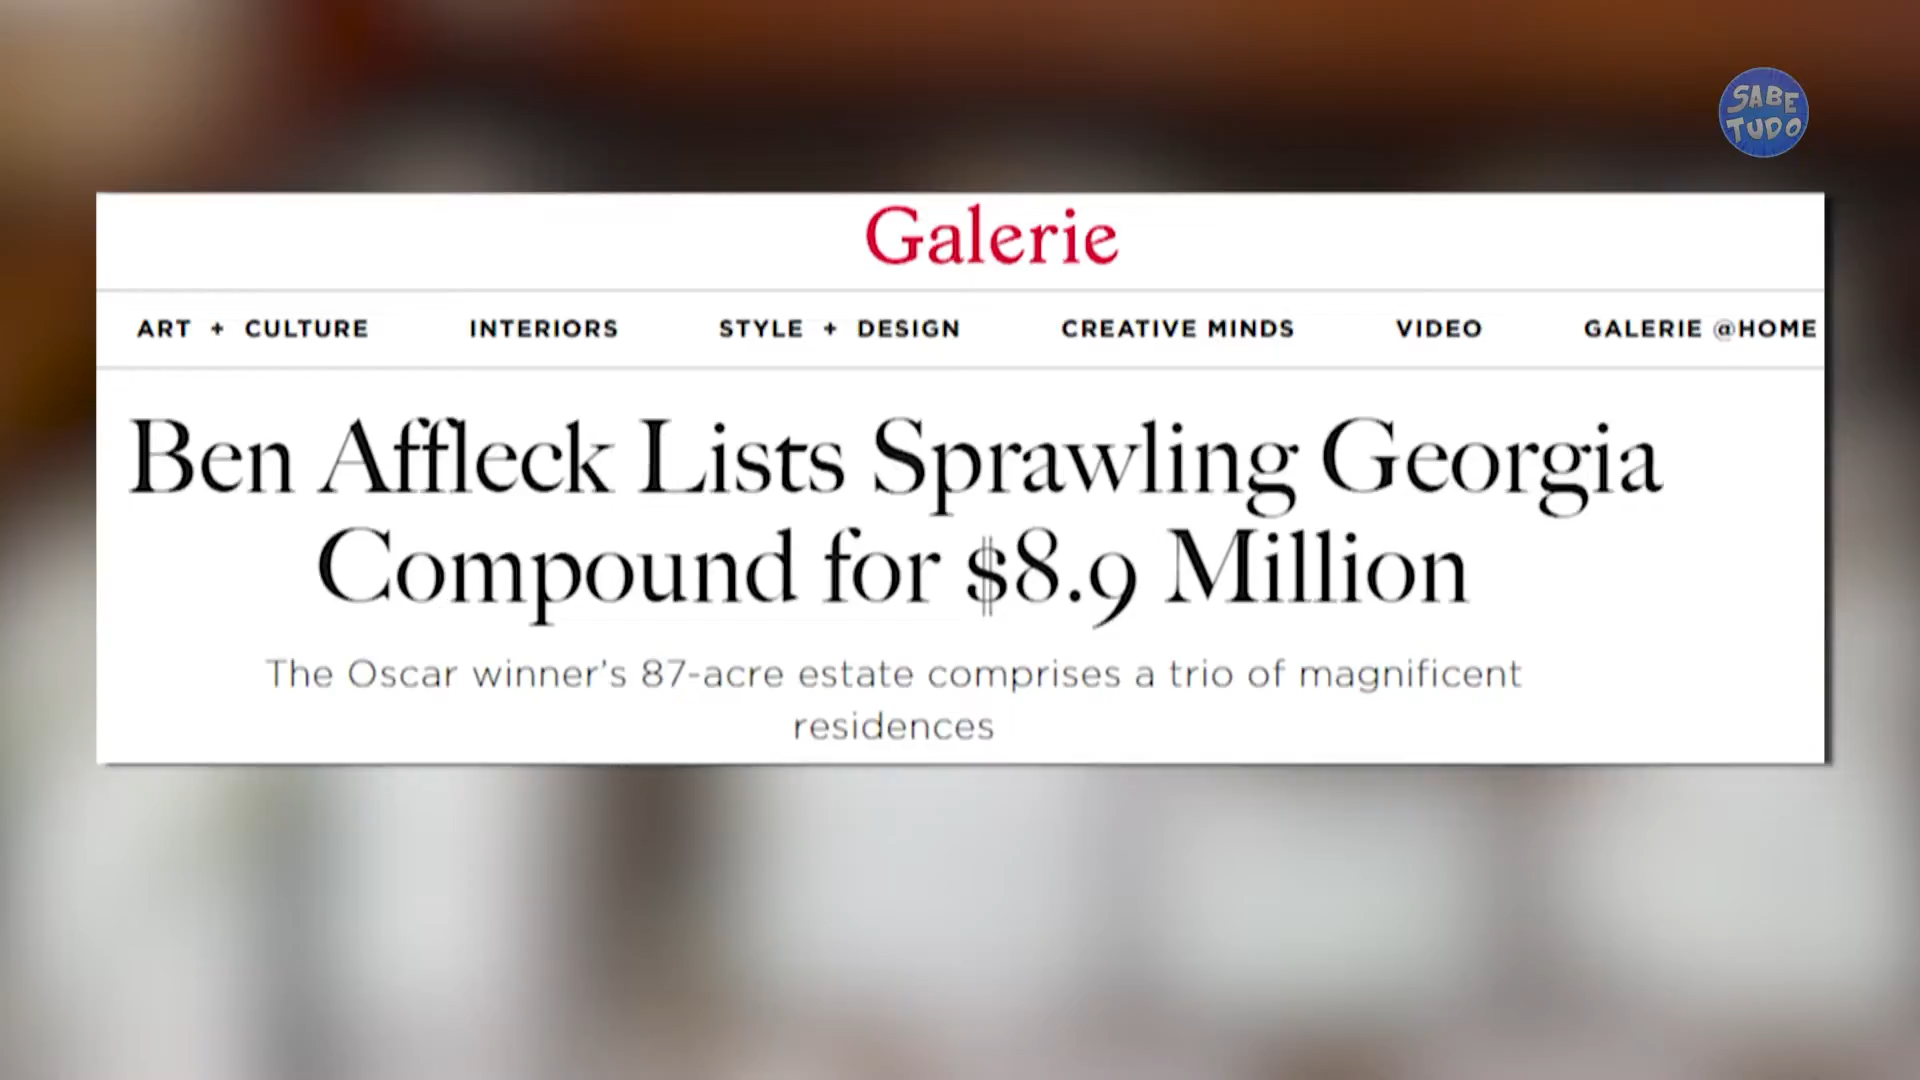 SABE
TUDO
Galerie
ART + CULTURE INTERIORS STYLE + DESIGN CREATIVE MINDS VIDEO GALERIE @HOME
Ben Affleck Lists Sprawling Georgia
Compound for $8.9 Million
The Oscar winner's 87-acre estate comprises a trio of magnificent
residences